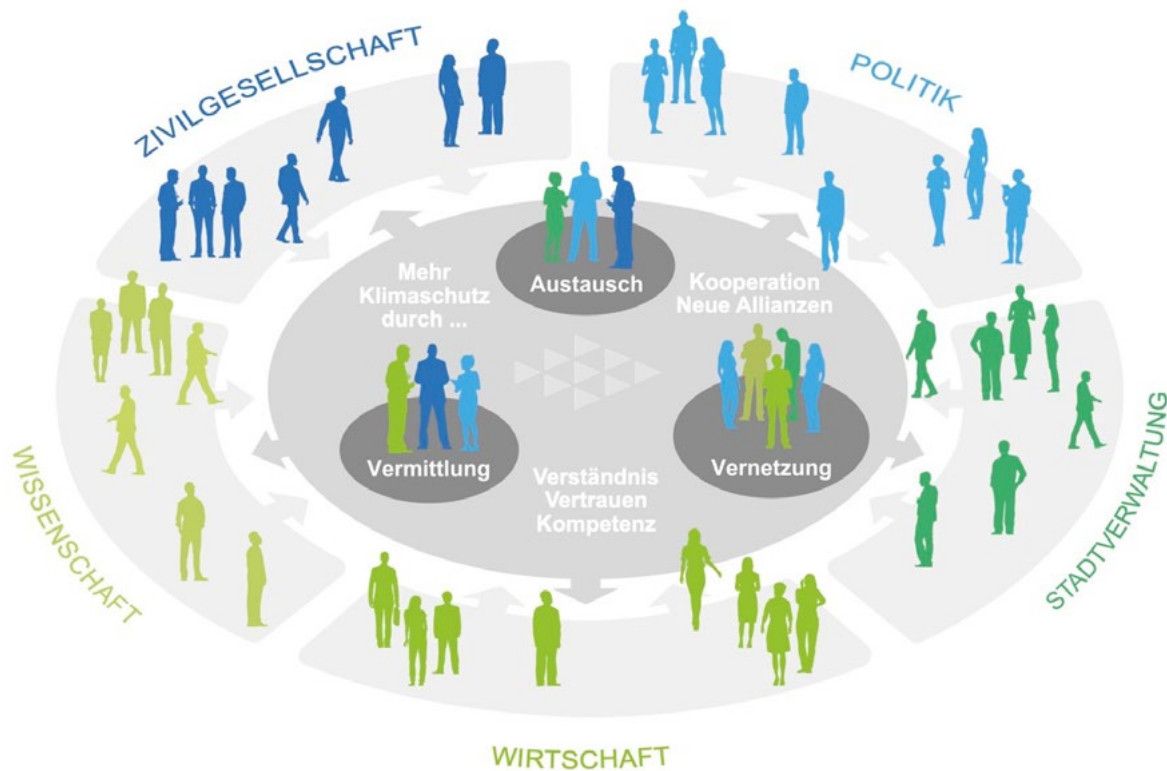 ZIVILGESELLSCHAFT
POLITIK
Austausch
Mehr
Klimaschutz
durch ...
Kooperation
Neue Allianzen
Vermittlung
Vernetzung
Verständnis
Vertrauen
Kompetenz
WISSENSCHAFT
STADTVERWALTUNG
WIRTSCHAFT